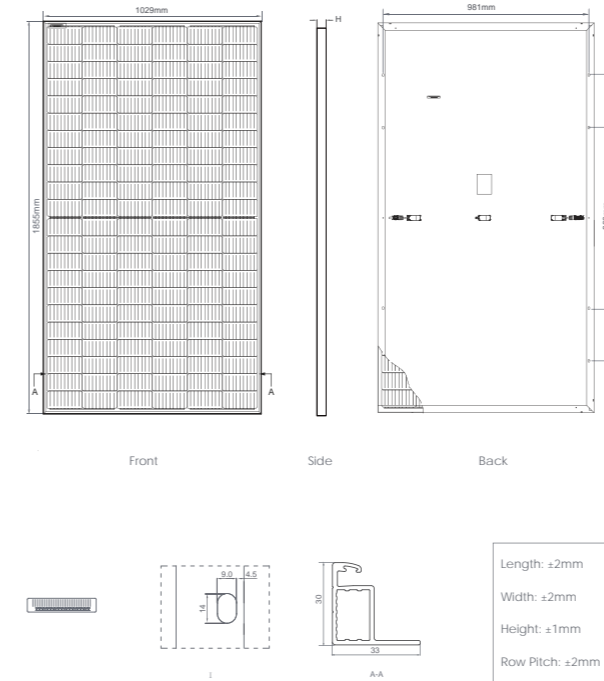 1029mm
H
981mm
1855mm
A
A
Front
Side
Back
9.0
4.5
14
30
33
A-A
Length: ±2mm
Width: ±2mm
Height: ±1mm
Row Pitch: ±2mm